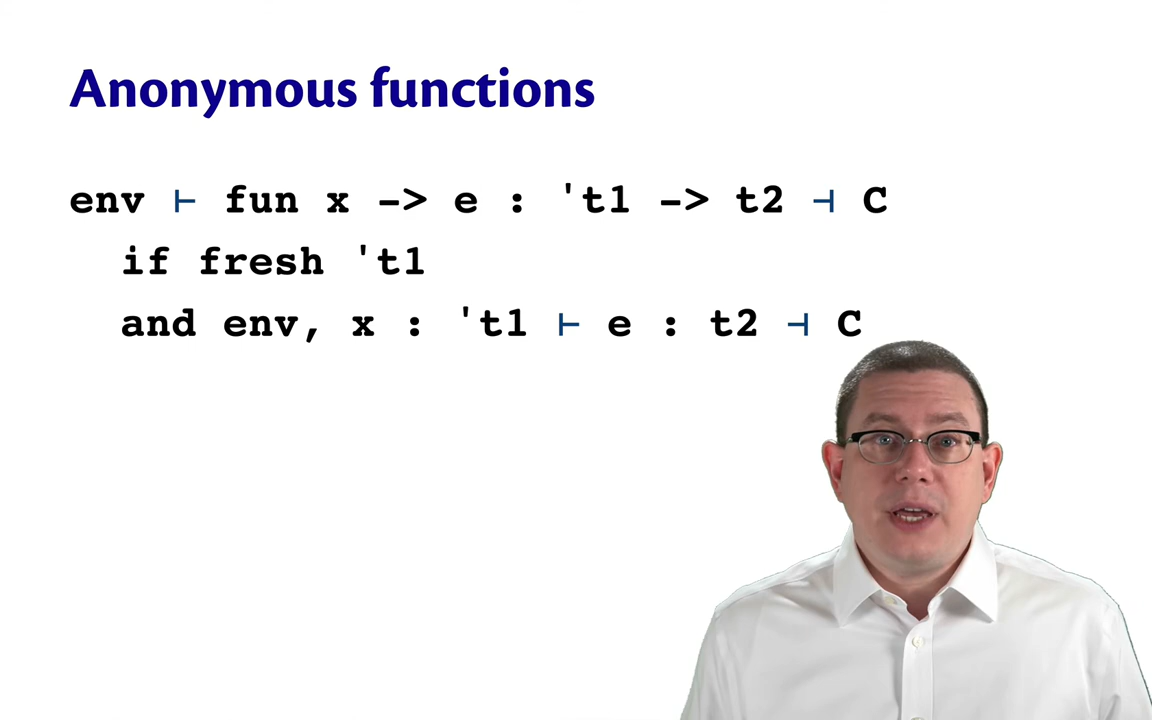 Anonymous functions
env ⊢ fun x -> e : 't1 -> t2 ⊣ C
if fresh 't1
and env, x : 't1 ⊢ e : t2 ⊣ C